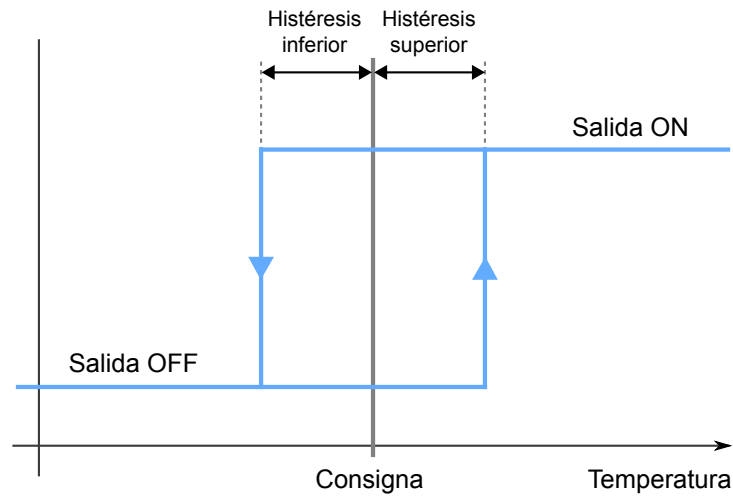 Histéresis
inferior
Histéresis
superior
Salida ON
Salida OFF
Consigna
Temperatura